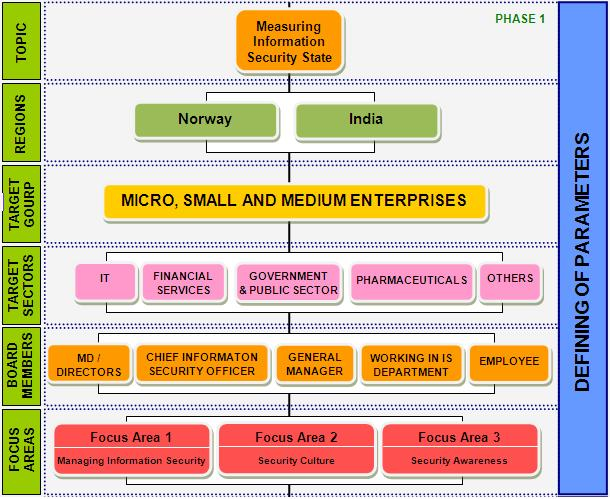 TOPIC
Measuring
Information
Security State
PHASE 1
REGIONS
Norway
India
TARGET
GOURP
MICRO, SMALL AND MEDIUM ENTERPRISES
TARGET
SECTORS
IT
FINANCIAL
SERVICES
GOVERNMENT
& PUBLIC SECTOR
PHARMACEUTICALS
OTHERS
BOARD
MEMBERS
MD /
DIRECTORS
CHIEF INFORMATON
SECURITY OFFICER
GENERAL
MANAGER
WORKING IN IS
DEPARTMENT
EMPLOYEE
FOCUS
AREAS
Focus Area 1
Managing Information Security
Focus Area 2
Security Culture
Focus Area 3
Security Awareness
DEFINING OF PARAMETERS